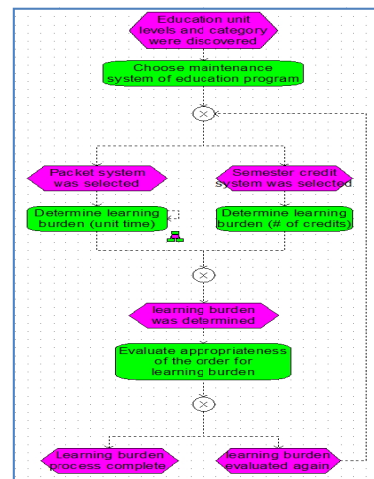 Education unit
levels and category
were discovered
Choose maintenance
system of education program
Packet system
was selected
Semester credit
system was selected
Determine learning
burden (unit time)
Determine learning
burden (# of credits)
learning burden
was determined
Evaluate appropriateness
of the order for
learning burden
Learning burden
process complete
learning burden
evaluated again